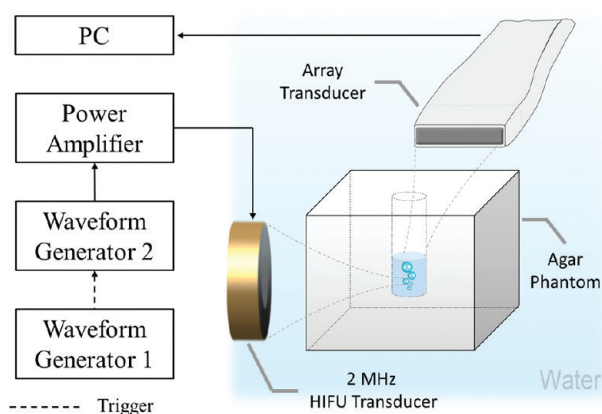 PC
Power
Amplifier
Waveform
Generator 2
Waveform
Generator 1
Trigger
Array
Transducer
Agar
Phantom
2 MHz
HIFU Transducer
Water